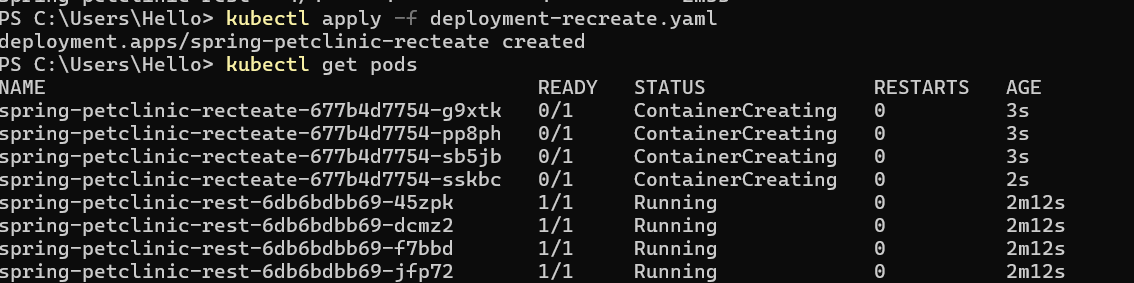 PS C:\Users\Hello> kubectl apply -f deployment-recreate.yaml
deployment.apps/spring-petclinic-recteate created
PS C:\Users\Hello> kubectl get pods
NAME READY STATUS RESTARTS AGE
spring-petclinic-recteate-677b4d7754-g9xtk 0/1 ContainerCreating 0 3s
spring-petclinic-recteate-677b4d7754-pp8ph 0/1 ContainerCreating 0 3s
spring-petclinic-recteate-677b4d7754-sb5jb 0/1 ContainerCreating 0 3s
spring-petclinic-recteate-677b4d7754-sskbc 0/1 ContainerCreating 0 2s
spring-petclinic-rest-6db6bdbb69-45zpk 1/1 Running 0 2m12s
spring-petclinic-rest-6db6bdbb69-dcmz2 1/1 Running 0 2m12s
spring-petclinic-rest-6db6bdbb69-f7bbd 1/1 Running 0 2m12s
spring-petclinic-rest-6db6bdbb69-jfp72 1/1 Running 0 2m12s